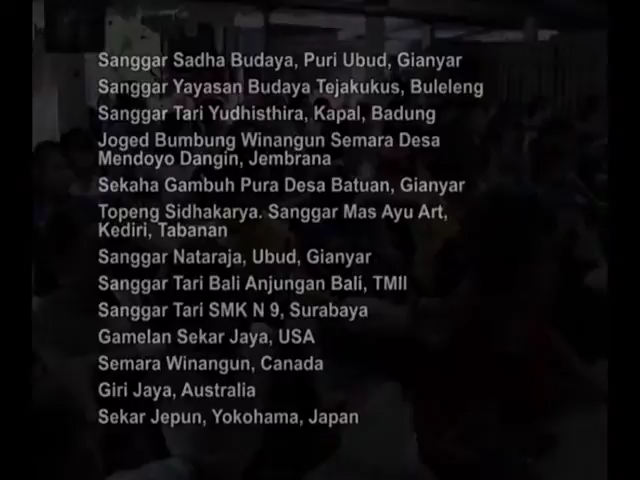 Sanggar Sadha Budaya, Puri Ubud, Gianyar
Sanggar Yayasan Budaya Tejakukus, Buleleng
Sanggar Tari Yudhisthira, Kapal, Badung
Joged Bumbung Winangun Semara Desa
Mendoyo Dangin, Jembrana
Sekaha Gambuh Pura Desa Batuan, Gianyar
Topeng Sidhakarya. Sanggar Mas Ayu Art,
Kediri, Tabanan
Sanggar Nataraja, Ubud, Gianyar
Sanggar Tari Bali Anjungan Bali, TMII
Sanggar Tari SMK N 9, Surabaya
Gamelan Sekar Jaya, USA
Semara Winangun, Canada
Giri Jaya, Australia
Sekar Jepun, Yokohama, Japan